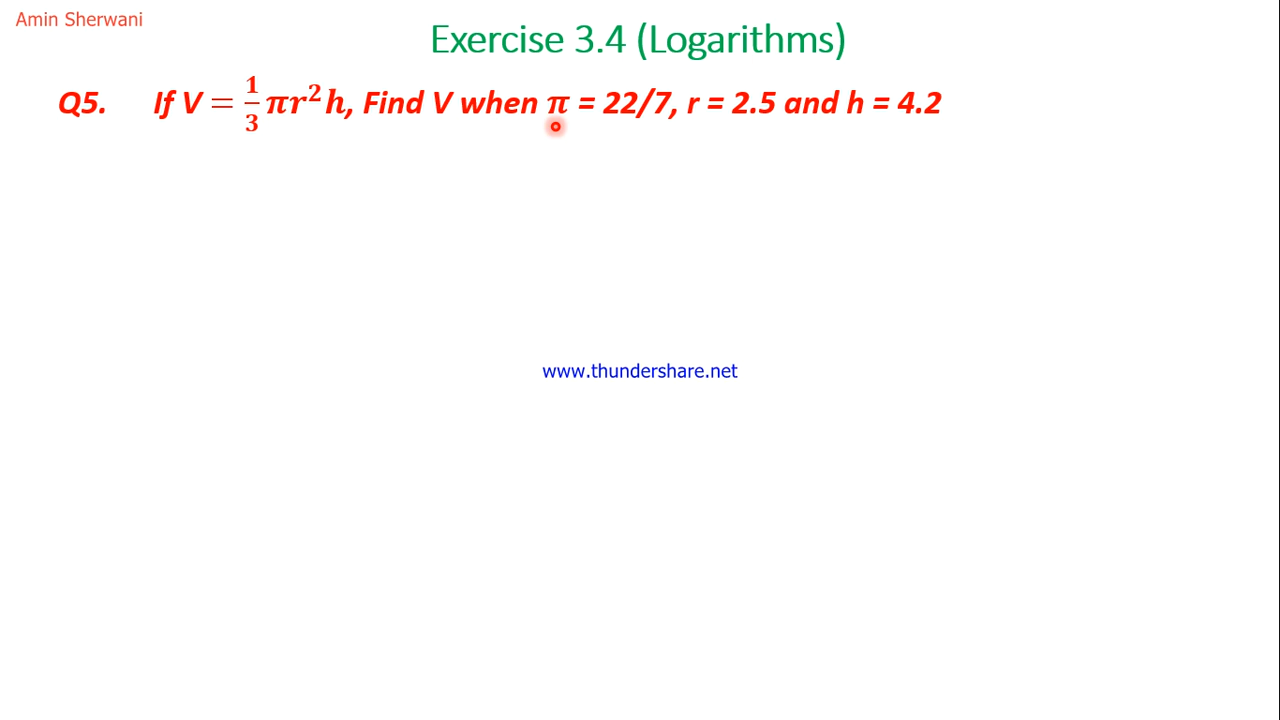 Amin Sherwani
Exercise 3.4 (Logarithms)
Q5. If V = 1/3 πr²h, Find V when π = 22/7, r = 2.5 and h = 4.2
www.thundershare.net